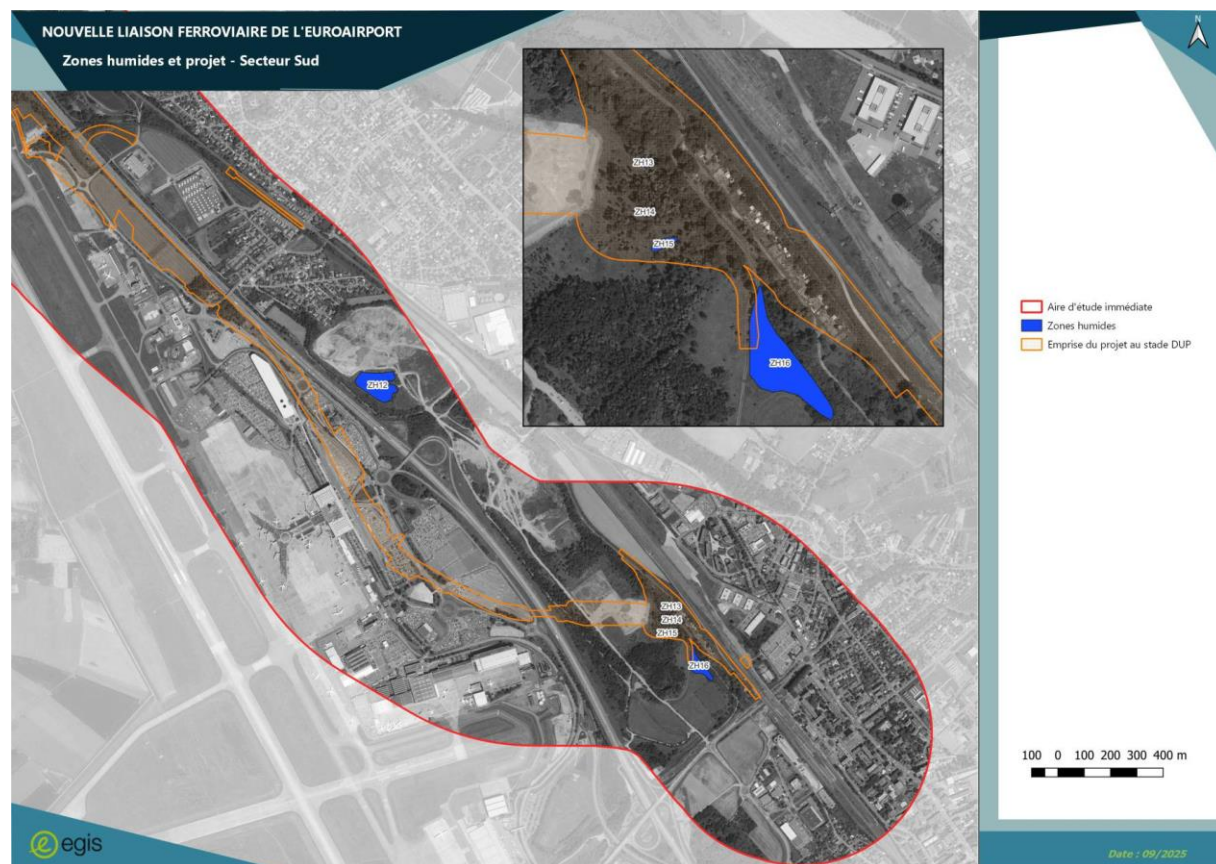 NOUVELLE LIAISON FERROVIAIRE DE L'EUROAIRPORT
Zones humides et projet - Secteur Sud
N
ZH13
ZH14
ZH15
ZH16
ZH12
ZH13
ZH14
ZH15
ZH16
Aire d'étude immédiate
Zones humides
Emprise du projet au stade DUP
100 0 100 200 300 400 m
egis
Date : 09/2025